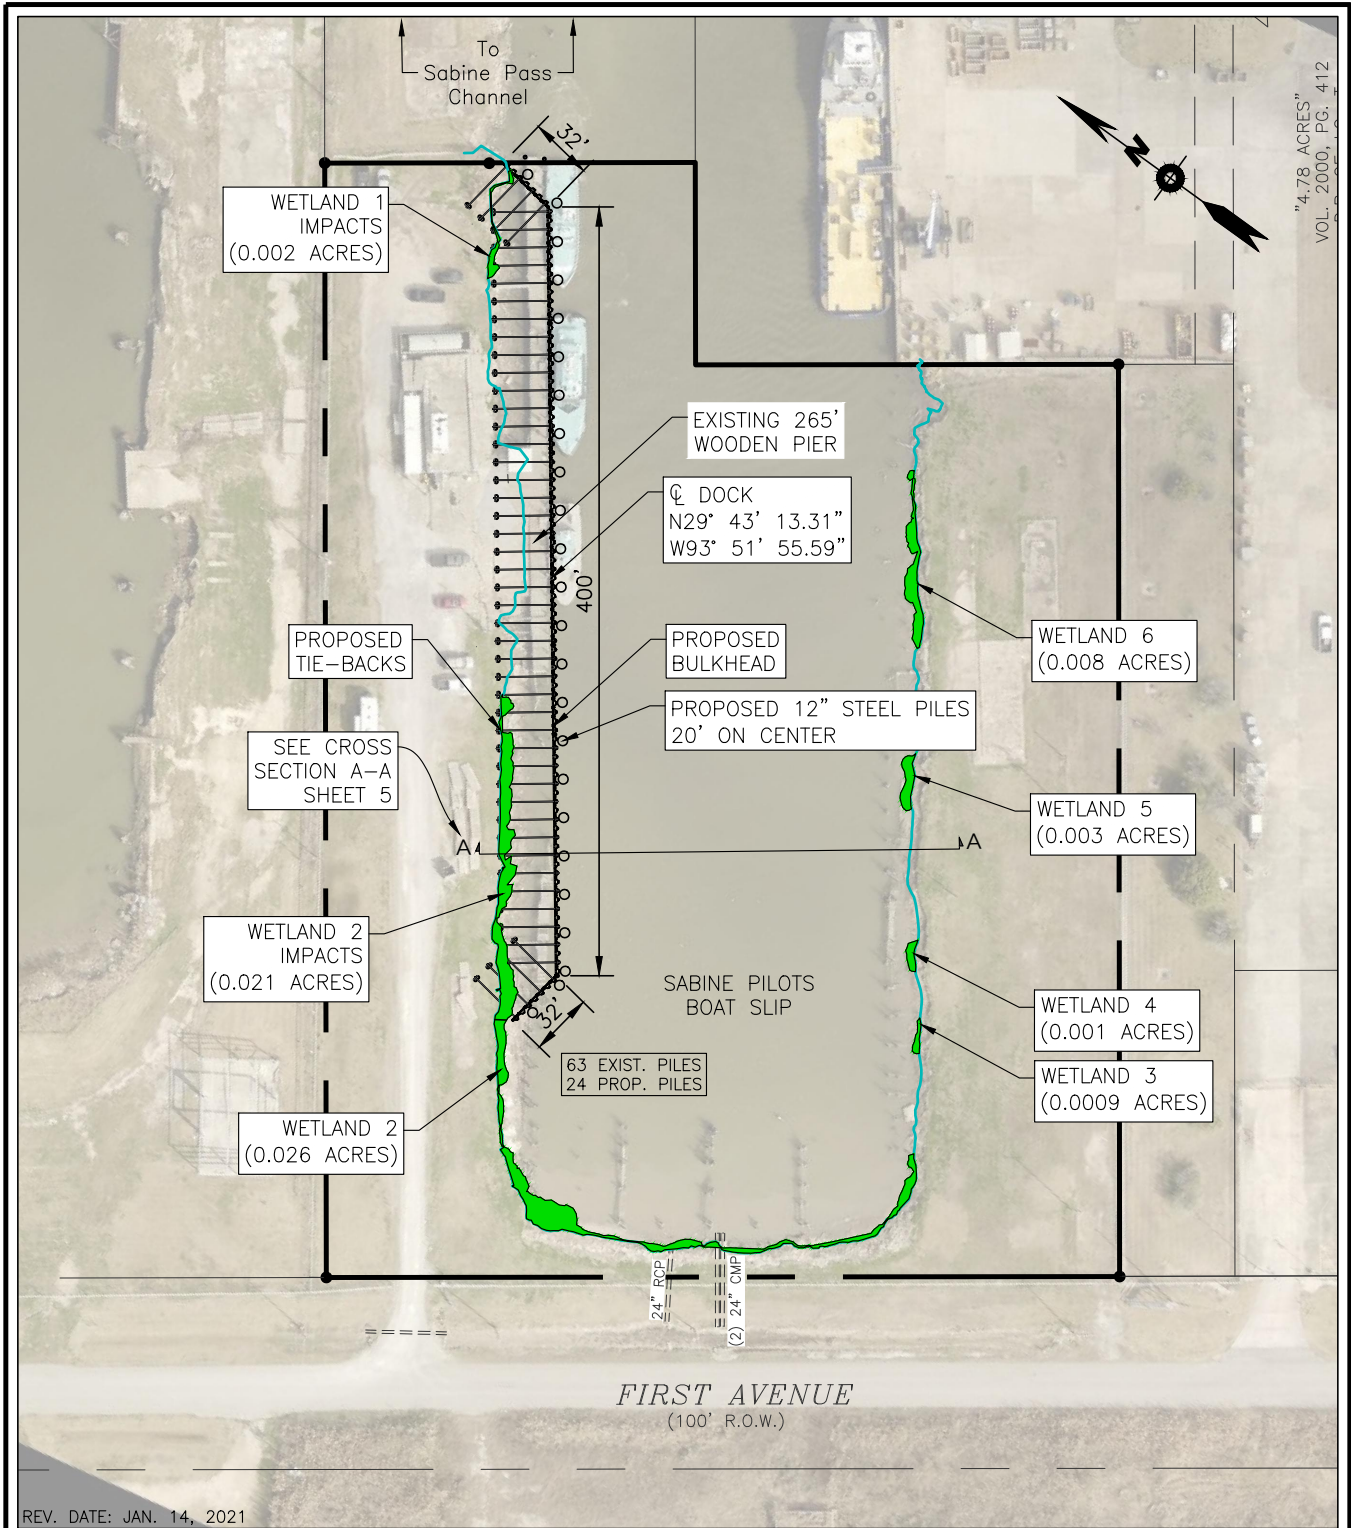 To
Sabine Pass
Channel
32'
"4.78 ACRES"
VOL. 2000, PG. 412
N
WETLAND 1
IMPACTS
(0.002 ACRES)
EXISTING 265'
WOODEN PIER
℄ DOCK
N29° 43' 13.31"
W93° 51' 55.59"
400'
PROPOSED
TIE-BACKS
PROPOSED
BULKHEAD
WETLAND 6
(0.008 ACRES)
PROPOSED 12" STEEL PILES
20' ON CENTER
SEE CROSS
SECTION A-A
SHEET 5
WETLAND 5
(0.003 ACRES)
A
A
WETLAND 2
IMPACTS
(0.021 ACRES)
SABINE PILOTS
BOAT SLIP
32'
WETLAND 4
(0.001 ACRES)
63 EXIST. PILES
24 PROP. PILES
WETLAND 3
(0.0009 ACRES)
WETLAND 2
(0.026 ACRES)
24" RCP
(2) 24" CMP
FIRST AVENUE
(100' R.O.W.)
REV. DATE: JAN. 14, 2021